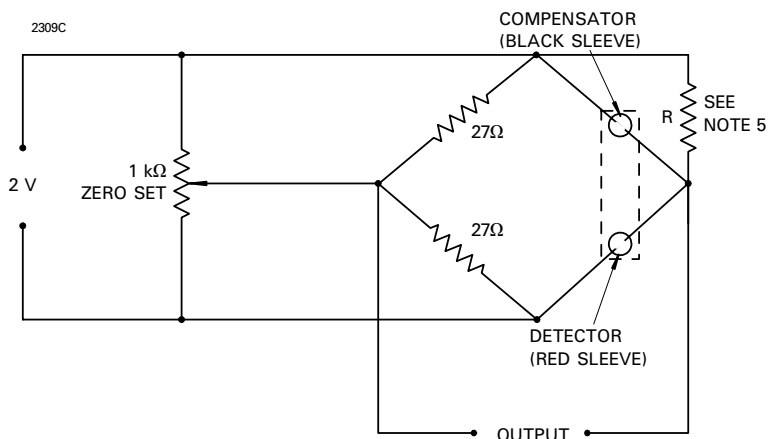 2309C
COMPENSATOR
(BLACK SLEEVE)
27Ω
R
SEE
NOTE 5
1 kΩ
ZERO SET
2 V
27Ω
DETECTOR
(RED SLEEVE)
OUTPUT